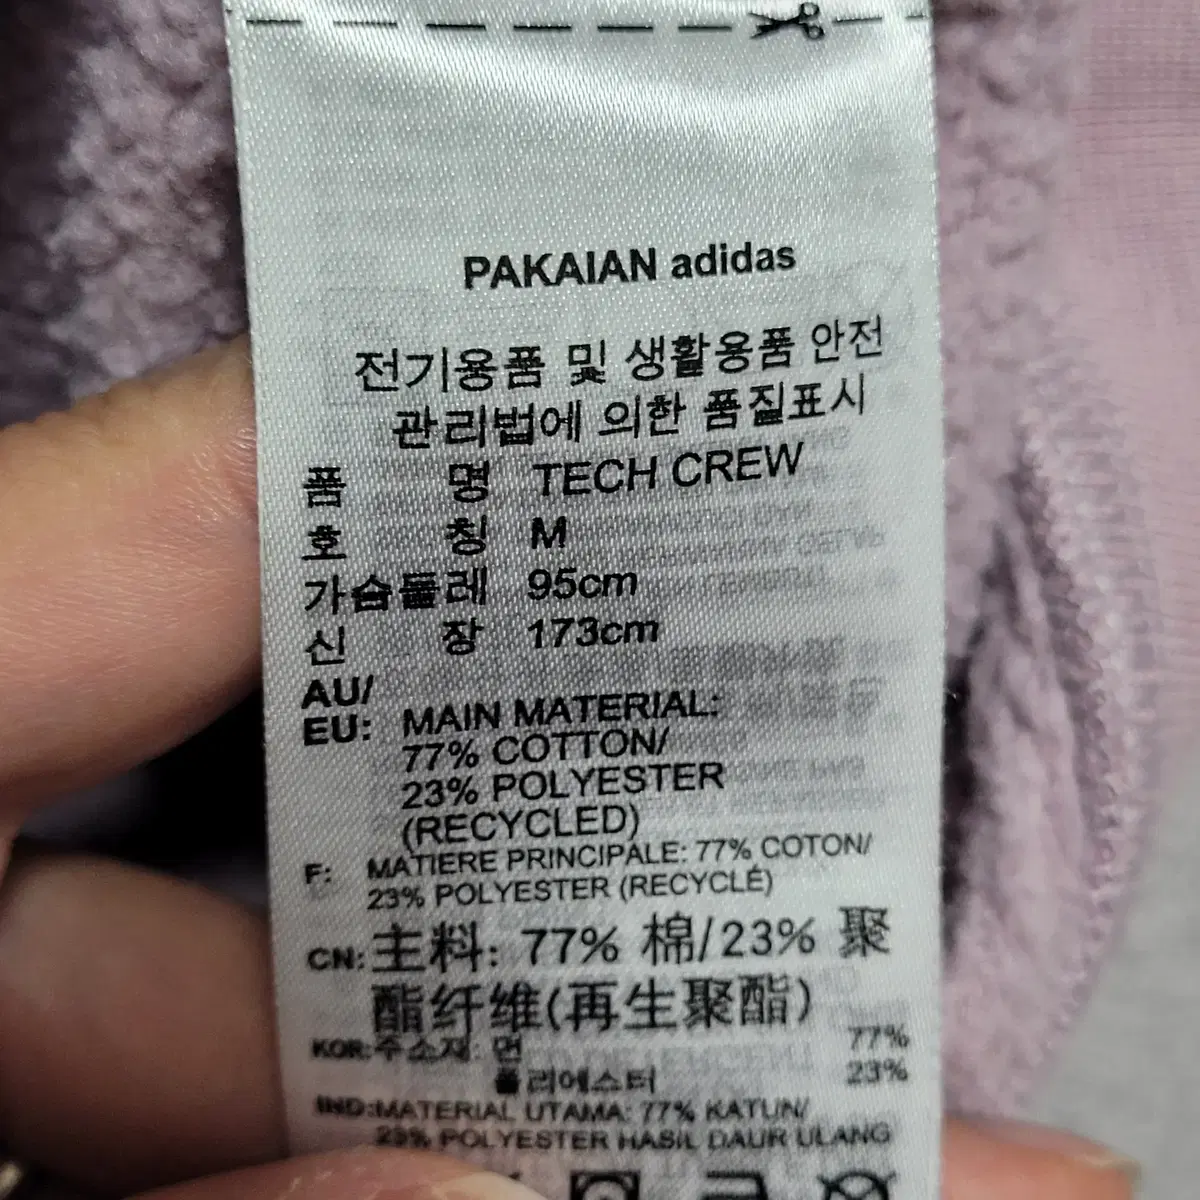 PAKAIAN adidas
전기용품 및 생활용품 안전
관리법에 의한 품질표시
품 명 TECH CREW
호 칭 M
가슴둘레 95cm
신 장 173cm
AU/
EU: MAIN MATERIAL:
77% COTTON/
23% POLYESTER
(RECYCLED)
F: MATIERE PRINCIPALE: 77% COTON/
23% POLYESTER (RECYCLÉ)
CN: 主料: 77% 棉/23% 聚
酯纤维(再生聚酯)
KOR: 주소재: 면 77%
폴리에스터 23%
IND: MATERIAL UTAMA: 77% KATUN/
23% POLYESTER HASIL DAUR ULANG